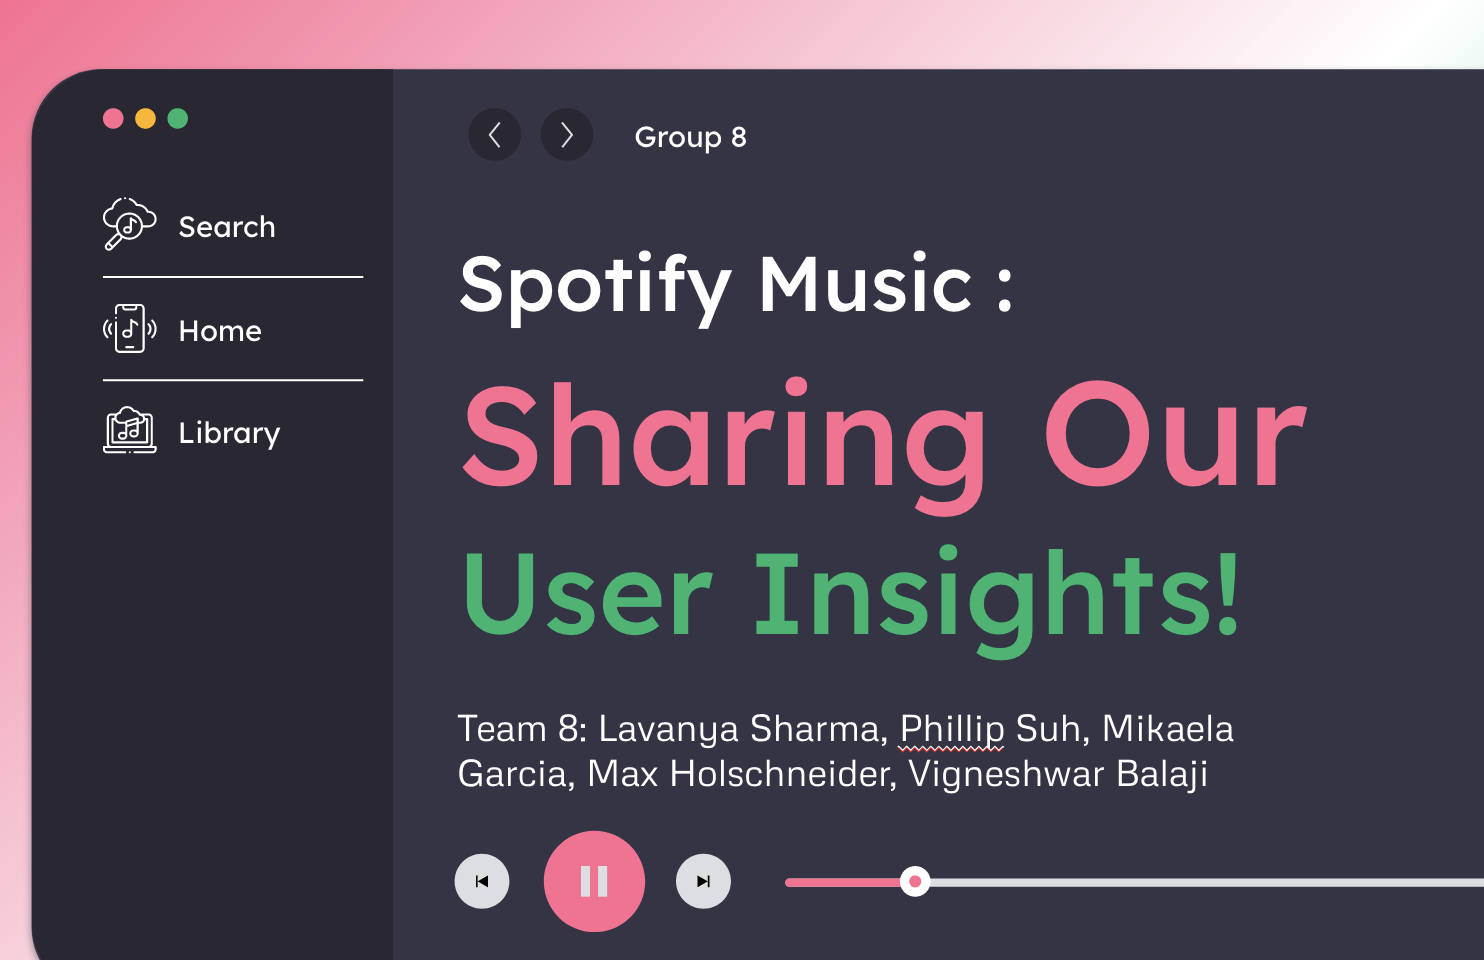 Search
Home
Library
Group 8
Spotify Music :
Sharing Our
User Insights!
Team 8: Lavanya Sharma, Phillip Suh, Mikaela
Garcia, Max Holschneider, Vigneshwar Balaji